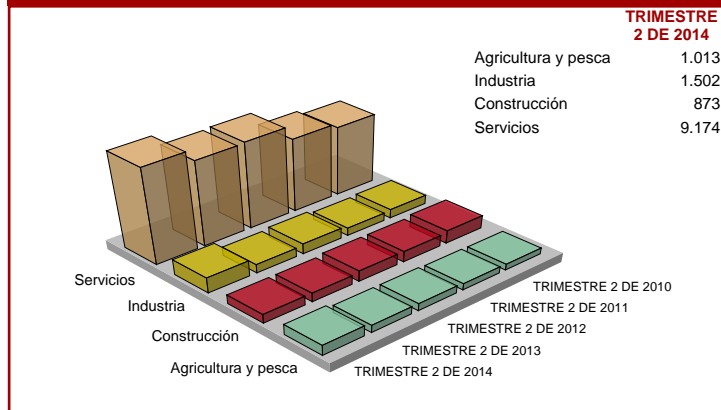 TRIMESTRE
2 DE 2014
Agricultura y pesca 1.013
Industria 1.502
Construcción 873
Servicios 9.174
Servicios
Industria
Construcción
Agricultura y pesca
TRIMESTRE 2 DE 2010
TRIMESTRE 2 DE 2011
TRIMESTRE 2 DE 2012
TRIMESTRE 2 DE 2013
TRIMESTRE 2 DE 2014